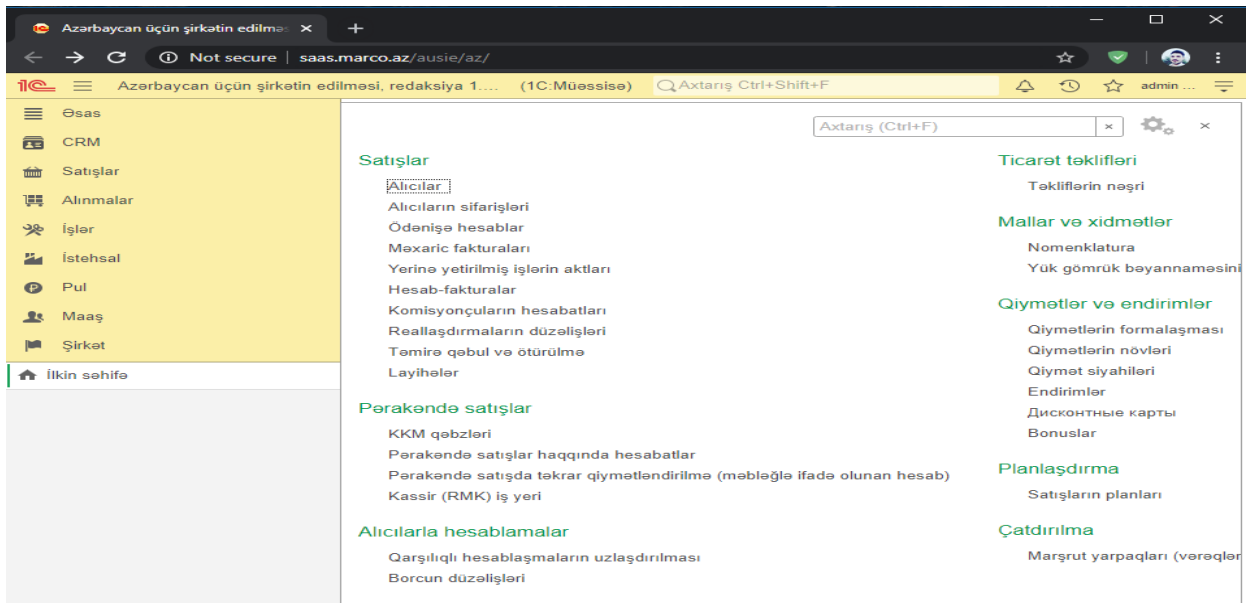 Azərbaycan üçün şirkətin edilməs
Not secure | saas.marco.az/ausie/az/
1C Azərbaycan üçün şirkətin edilməsi, redaksiya 1.... (1C:Müəssisə) Axtarış Ctrl+Shift+F admin ...
Əsas
CRM
Satışlar
Alınmalar
İşlər
İstehsal
Pul
Maaş
Şirkət
İlkin səhifə
Axtarış (Ctrl+F)
Satışlar
Alıcılar
Alıcıların sifarişləri
Ödənişə hesablar
Məxaric fakturaları
Yerinə yetirilmiş işlərin aktları
Hesab-fakturalar
Komisyonçuların hesabatları
Reallaşdırmaların düzəlişləri
Təmirə qəbul və ötürülmə
Layihələr
Pərakəndə satışlar
KKM qəbzləri
Pərakəndə satışlar haqqında hesabatlar
Pərakəndə satışda təkrar qiymətləndirilmə (məbləğlə ifadə olunan hesab)
Kassir (RMK) iş yeri
Alıcılarla hesablamalar
Qarşılıqlı hesablaşmaların uzlaşdırılması
Borcun düzəlişləri
Ticarət təklifləri
Təkliflərin nəşri
Mallar və xidmətlər
Nomenklatura
Yük gömrük bəyannaməsini
Qiymətlər və endirimlər
Qiymətlərin formalaşması
Qiymətlərin növləri
Qiymət siyahiləri
Endirimlər
Дисконтные карты
Bonuslar
Planlaşdırma
Satışların planları
Çatdırılma
Marşrut yarpaqları (vərəqlər